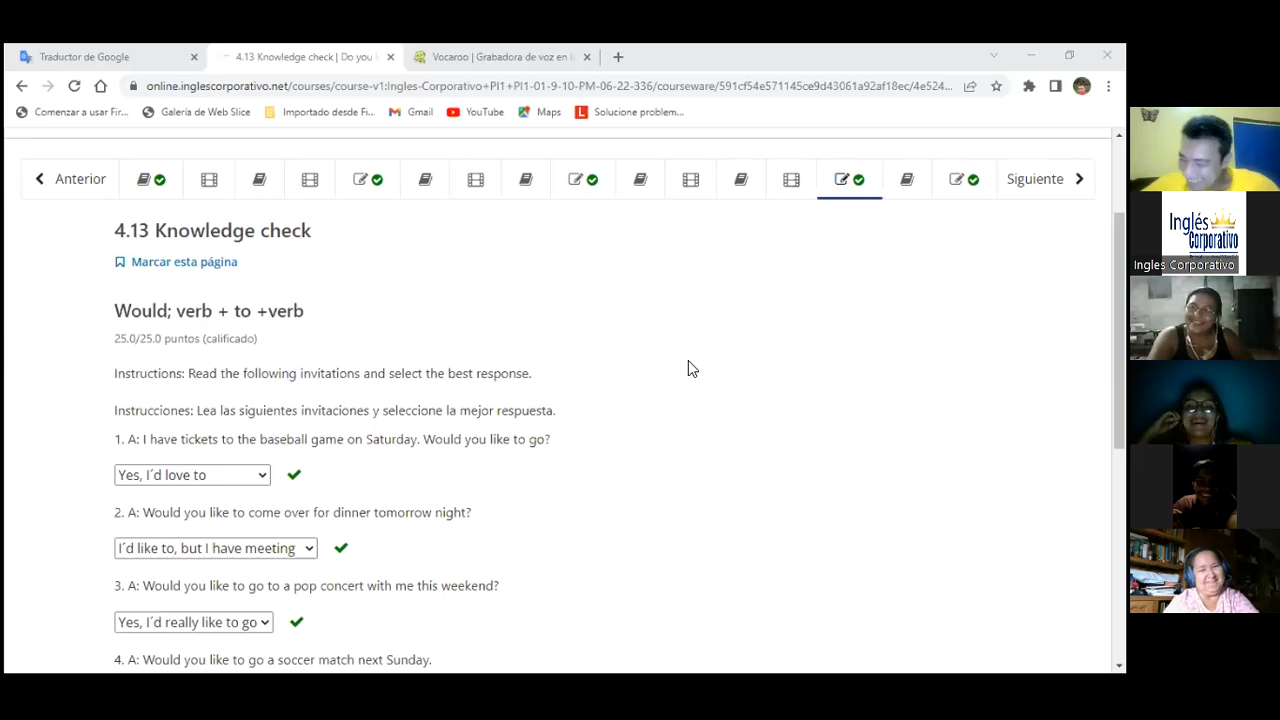 Traductor de Google
4.13 Knowledge check | Do you
Vocaroo | Grabadora de voz en
online.inglescorporativo.net/courses/course-v1:Ingles-Corporativo+PI1+PI1-01-9-10-PM-06-22-336/courseware/591cf54e571145ce9d43061a92af18ec/4e524...
Comenzar a usar Fir...
Galería de Web Slice
Importado desde Fi...
Gmail
YouTube
Maps
Solucione problem...
Anterior
Siguiente
4.13 Knowledge check
Marcar esta página
Would; verb + to +verb
25.0/25.0 puntos (calificado)
Instructions: Read the following invitations and select the best response.
Instrucciones: Lea las siguientes invitaciones y seleccione la mejor respuesta.
1. A: I have tickets to the baseball game on Saturday. Would you like to go?
Yes, I´d love to
2. A: Would you like to come over for dinner tomorrow night?
I´d like to, but I have meeting
3. A: Would you like to go to a pop concert with me this weekend?
Yes, I´d really like to go
4. A: Would you like to go a soccer match next Sunday.
Inglés
Corporativo
Ingles Corporativo